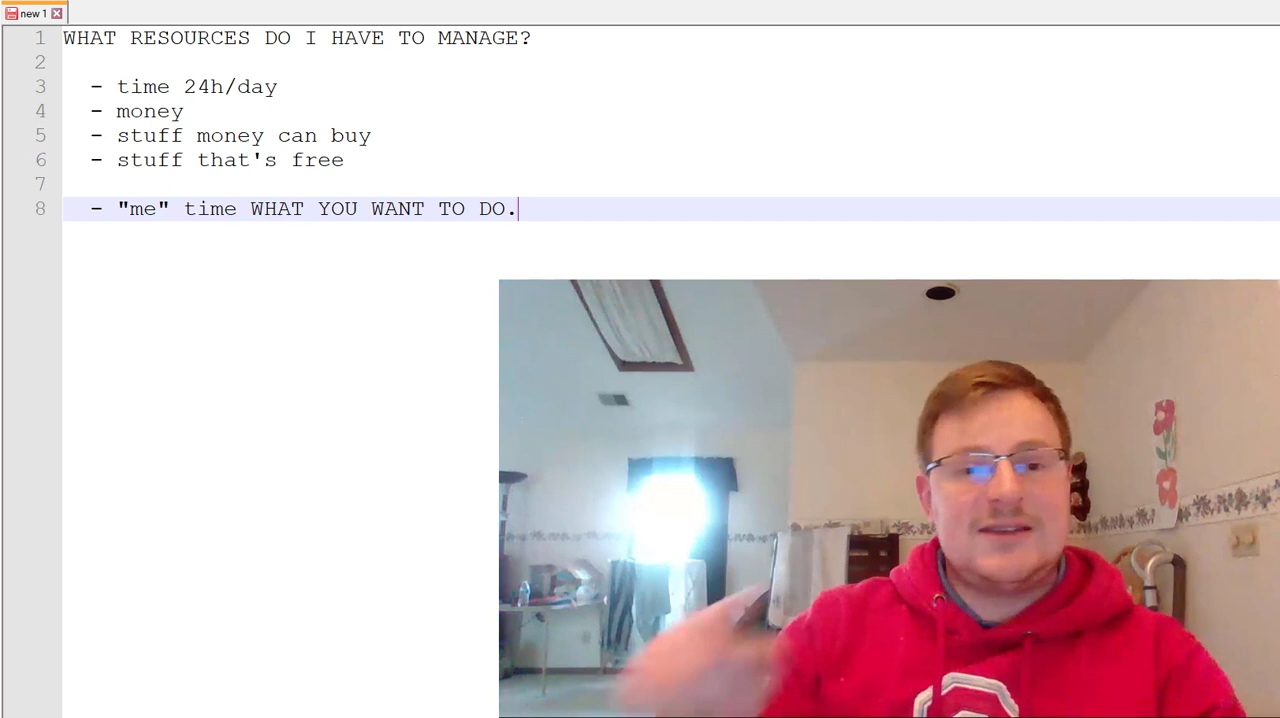 new 1
1 WHAT RESOURCES DO I HAVE TO MANAGE?
2
3 - time 24h/day
4 - money
5 - stuff money can buy
6 - stuff that's free
7
8 - "me" time WHAT YOU WANT TO DO.